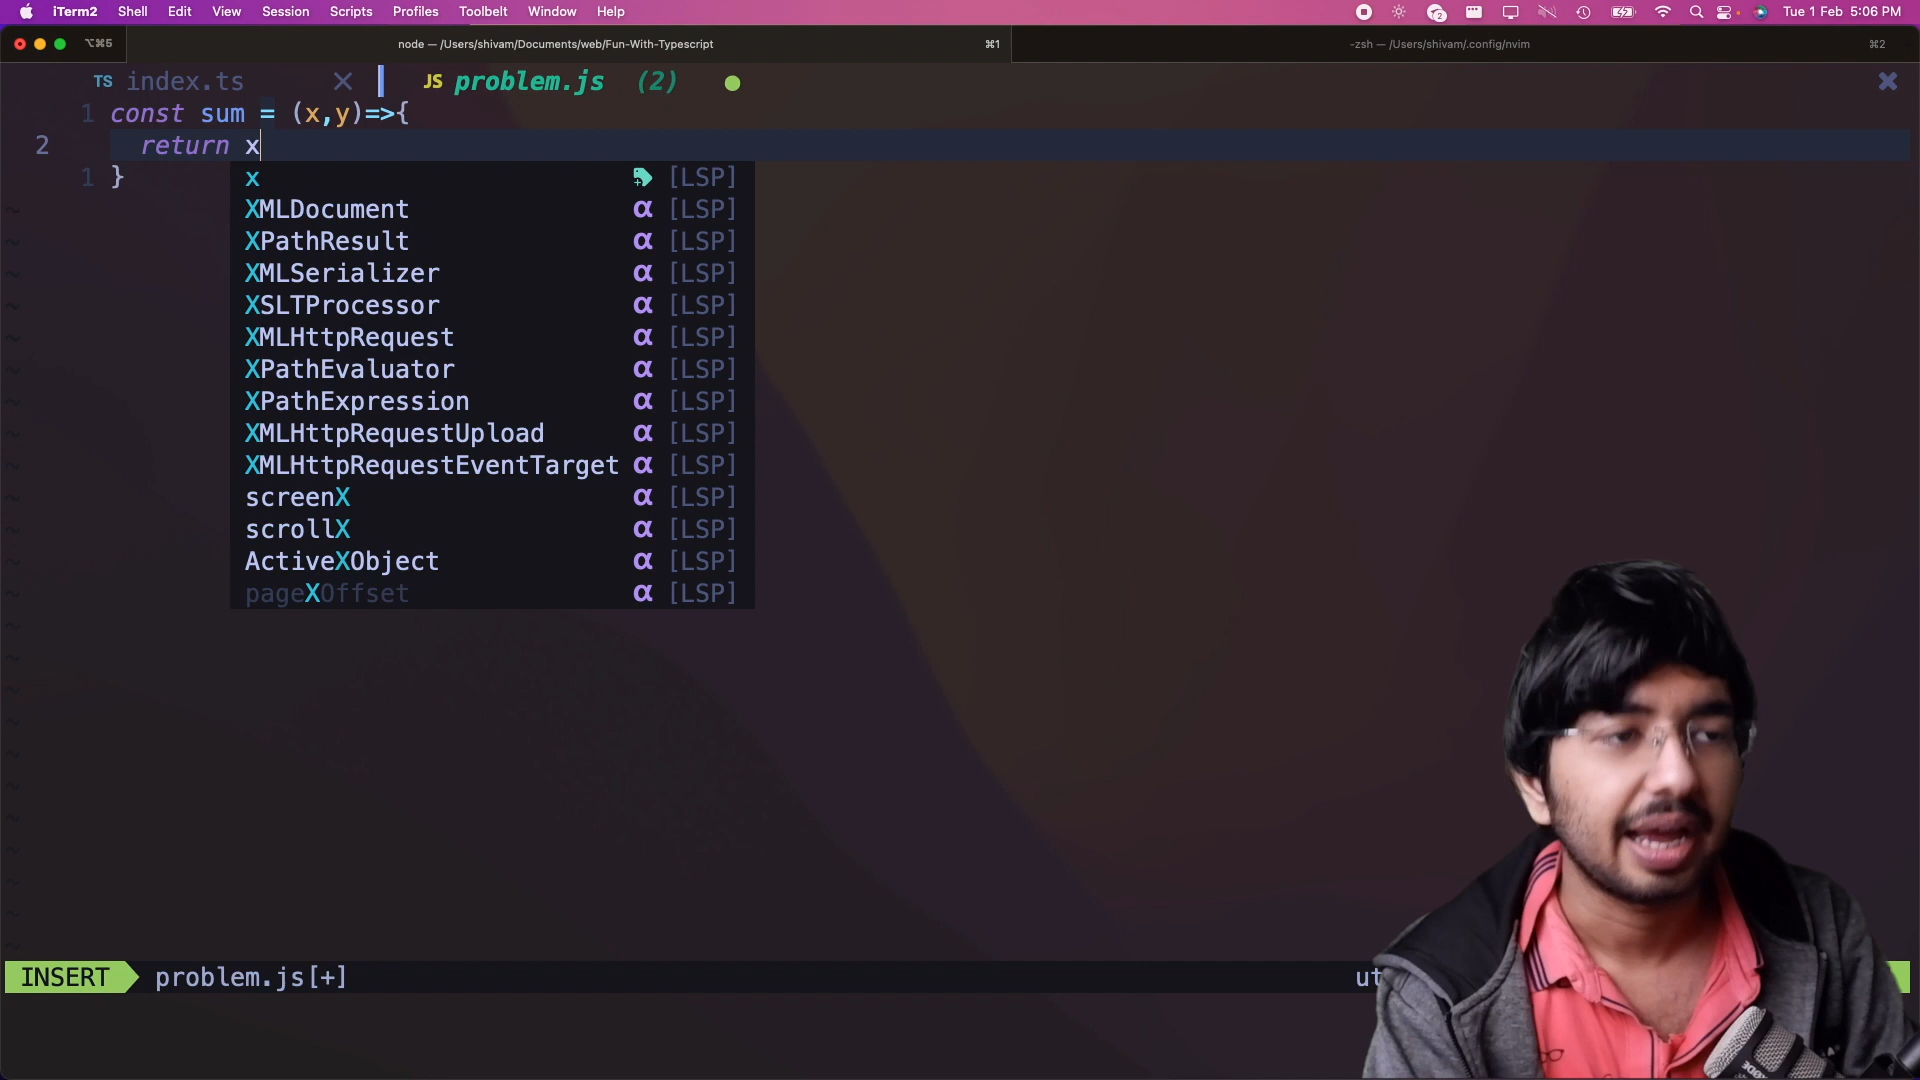 iTerm2 Shell Edit View Session Scripts Profiles Toolbelt Window Help 2 Tue 1 Feb 5:06 PM
⌥⌘5 node — /Users/shivam/Documents/web/Fun-With-Typescript ⌘1 -zsh — /Users/shivam/.config/nvim ⌘2
TS index.ts JS problem.js (2)
1 const sum = (x,y)=>{
2 return x
1 }
x [LSP]
XMLDocument α [LSP]
XPathResult α [LSP]
XMLSerializer α [LSP]
XSLTProcessor α [LSP]
XMLHttpRequest α [LSP]
XPathEvaluator α [LSP]
XPathExpression α [LSP]
XMLHttpRequestUpload α [LSP]
XMLHttpRequestEventTarget α [LSP]
screenX α [LSP]
scrollX α [LSP]
ActiveXObject α [LSP]
pageXOffset α [LSP]
INSERT problem.js[+] ut